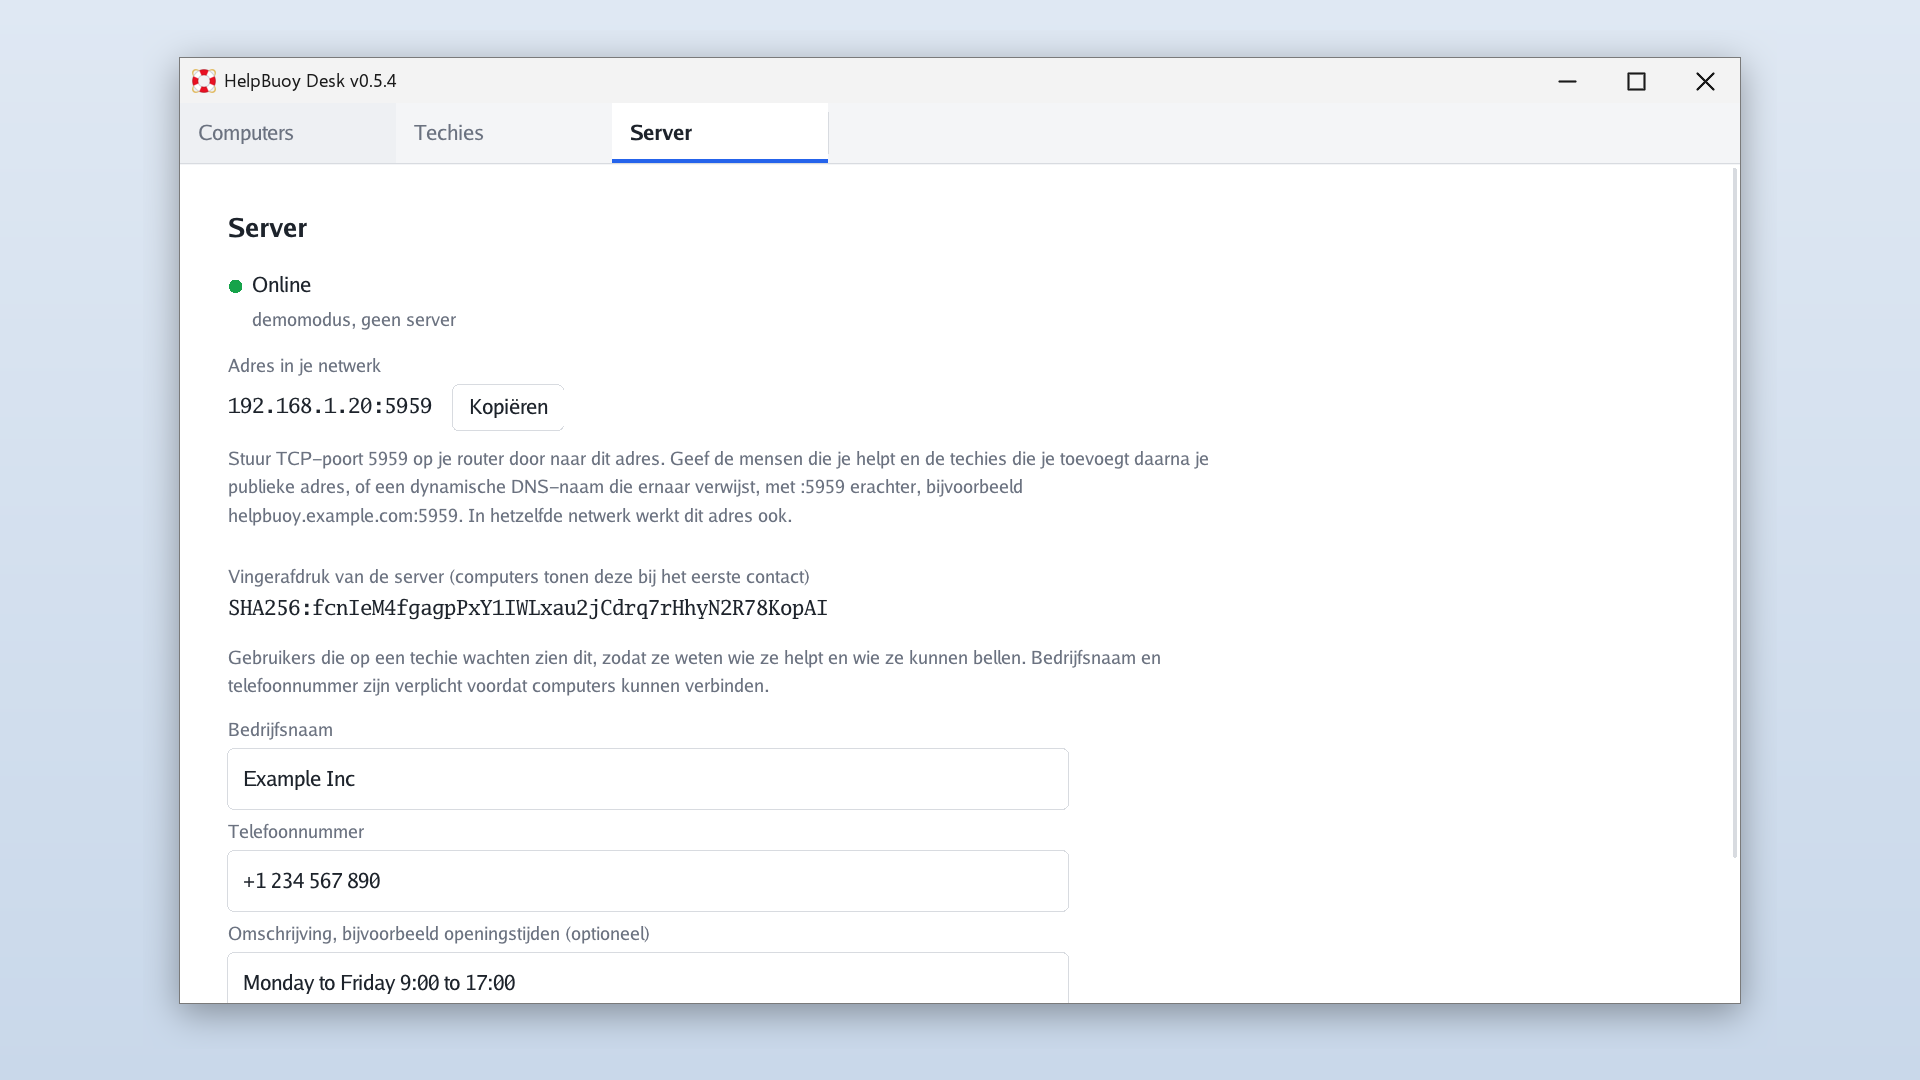 HelpBuoy Desk v0.5.4
Computers
Techies
Server
Server
Online
demomodus, geen server
Adres in je netwerk
192.168.1.20:5959
Kopiëren
Stuur TCP-poort 5959 op je router door naar dit adres. Geef de mensen die je helpt en de techies die je toevoegt daarna je
publieke adres, of een dynamische DNS-naam die ernaar verwijst, met :5959 erachter, bijvoorbeeld
helpbuoy.example.com:5959. In hetzelfde netwerk werkt dit adres ook.
Vingerafdruk van de server (computers tonen deze bij het eerste contact)
SHA256:fcnIeM4fgagpPxY1IWLxau2jCdrq7rHhyN2R78KopAI
Gebruikers die op een techie wachten zien dit, zodat ze weten wie ze helpt en wie ze kunnen bellen. Bedrijfsnaam en
telefoonnummer zijn verplicht voordat computers kunnen verbinden.
Bedrijfsnaam
Example Inc
Telefoonnummer
+1 234 567 890
Omschrijving, bijvoorbeeld openingstijden (optioneel)
Monday to Friday 9:00 to 17:00